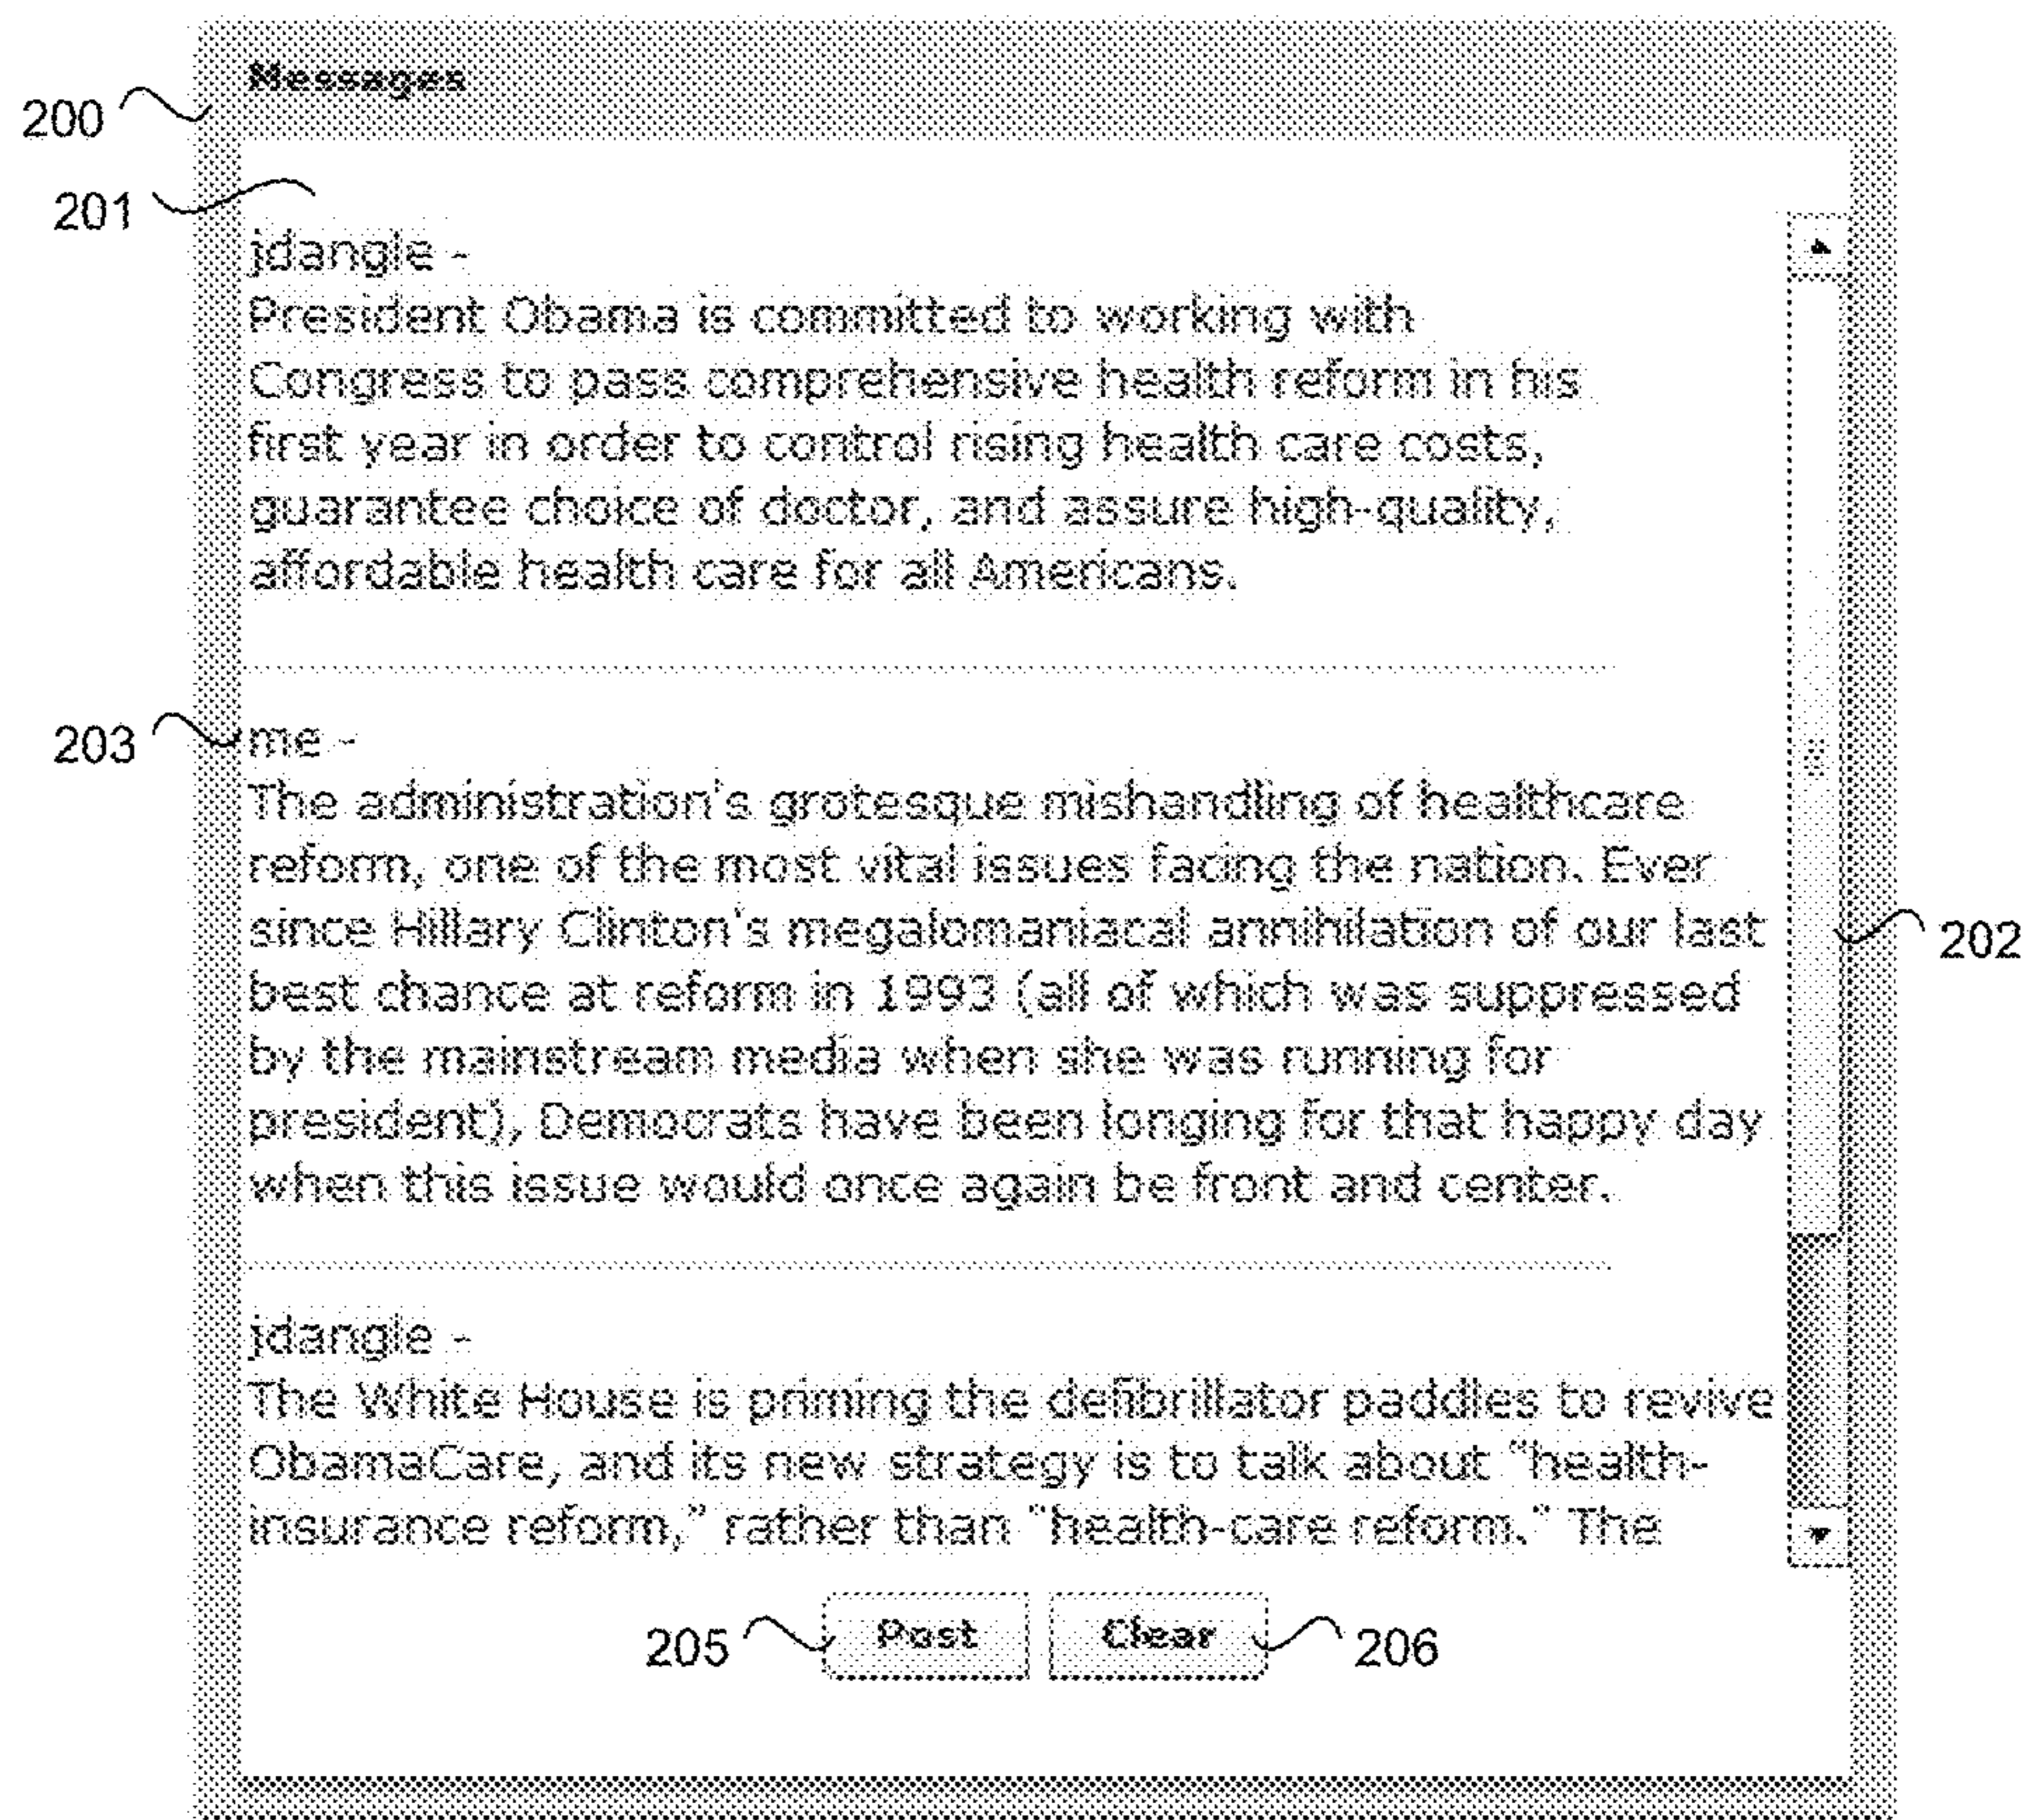 Messages
200
201
jdangle -
President Obama is committed to working with
Congress to pass comprehensive health reform in his
first year in order to control rising health care costs,
guarantee choice of doctor, and assure high-quality,
affordable health care for all Americans.
203
me -
The administration's grotesque mishandling of healthcare
reform, one of the most vital issues facing the nation. Ever
since Hillary Clinton's megalomaniacal annihilation of our last
202
best chance at reform in 1993 (all of which was suppressed
by the mainstream media when she was running for
president), Democrats have been longing for that happy day
when this issue would once again be front and center.
jdangle -
The White House is priming the defibrillator paddles to revive
ObamaCare, and its new strategy is to talk about "health-
insurance reform," rather than "health-care reform." The
205 Post Clear 206